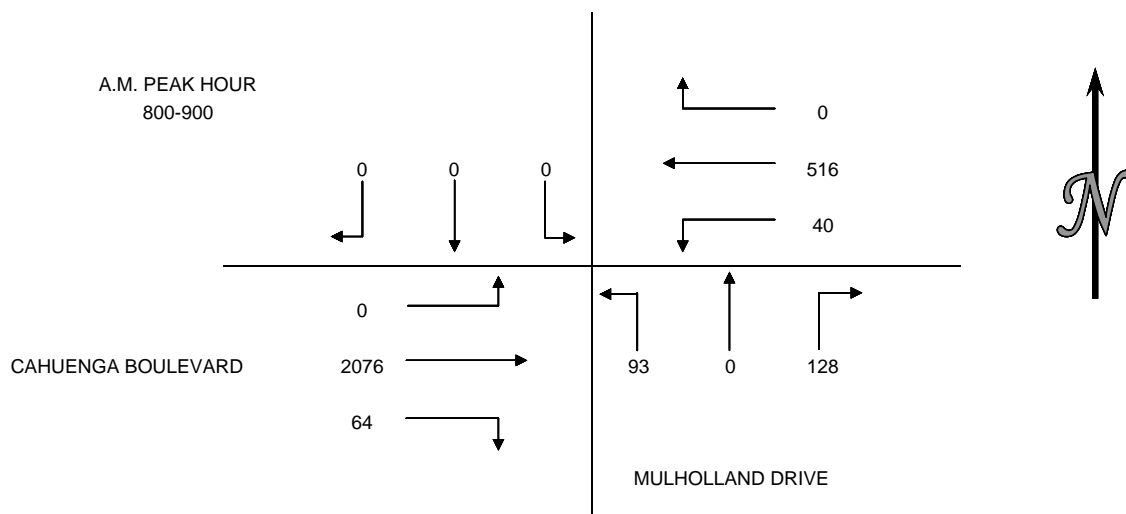 A.M. PEAK HOUR
800-900
0
516
40
0 0 0
0
CAHUENGA BOULEVARD 2076
64
93 0 128
MULHOLLAND DRIVE
N